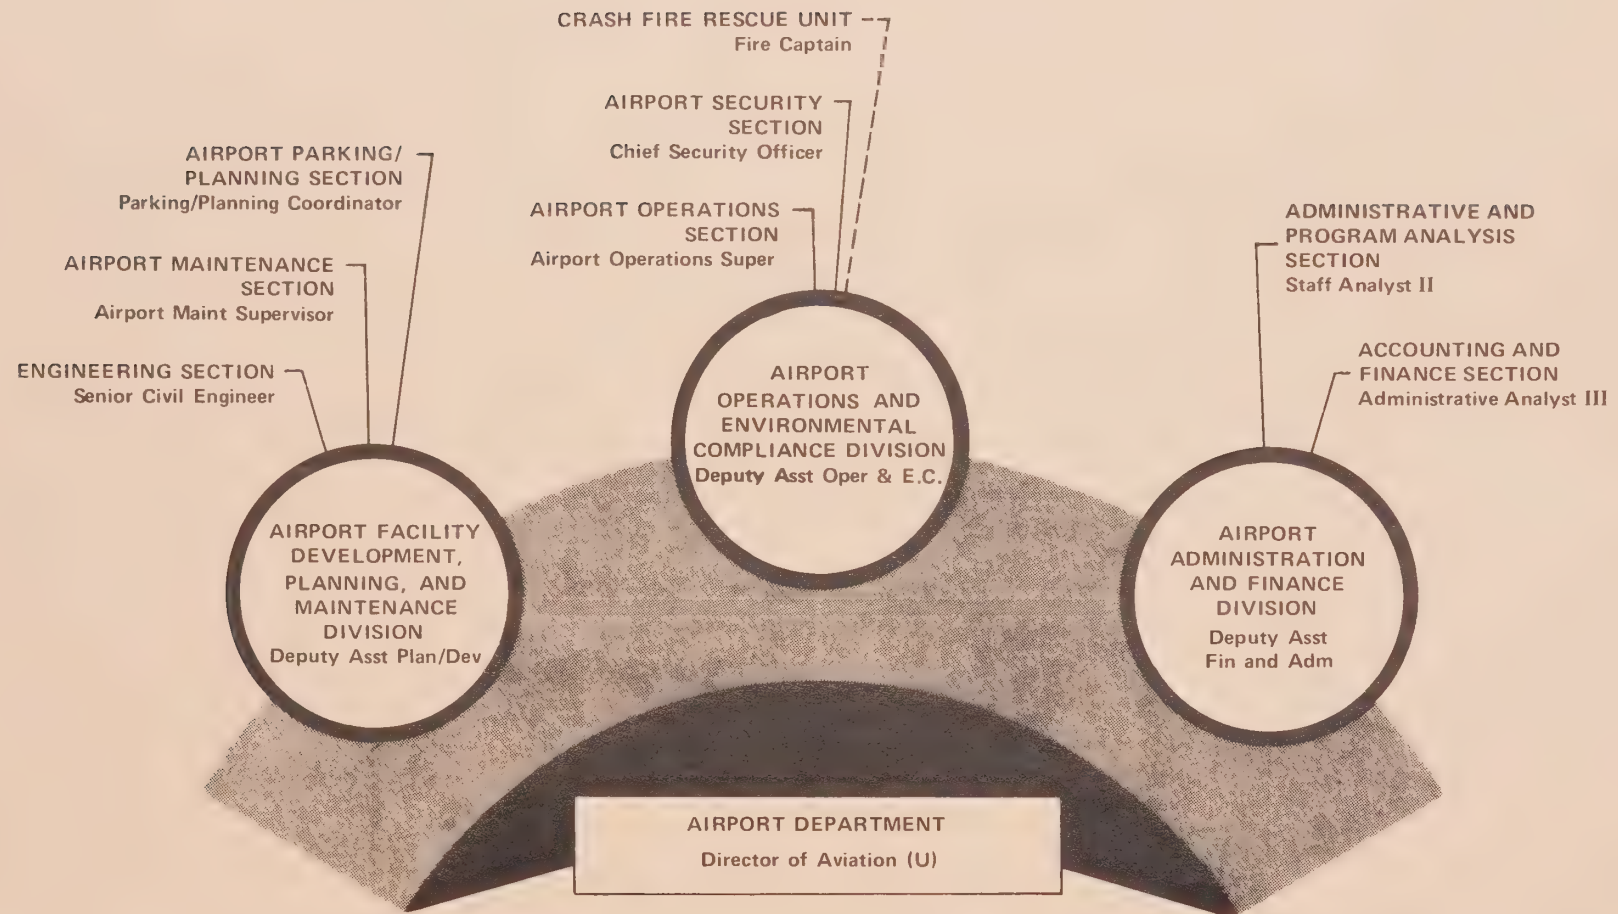 CRASH FIRE RESCUE UNIT
Fire Captain
AIRPORT SECURITY
SECTION
Chief Security Officer
AIRPORT OPERATIONS
SECTION
Airport Operations Super
AIRPORT PARKING/
PLANNING SECTION
Parking/Planning Coordinator
AIRPORT MAINTENANCE
SECTION
Airport Maint Supervisor
ENGINEERING SECTION
Senior Civil Engineer
ADMINISTRATIVE AND
PROGRAM ANALYSIS
SECTION
Staff Analyst II
ACCOUNTING AND
FINANCE SECTION
Administrative Analyst III
AIRPORT FACILITY
DEVELOPMENT,
PLANNING, AND
MAINTENANCE
DIVISION
Deputy Asst Plan/Dev
AIRPORT
OPERATIONS AND
ENVIRONMENTAL
COMPLIANCE DIVISION
Deputy Asst Oper & E.C.
AIRPORT
ADMINISTRATION
AND FINANCE
DIVISION
Deputy Asst
Fin and Adm
AIRPORT DEPARTMENT
Director of Aviation (U)